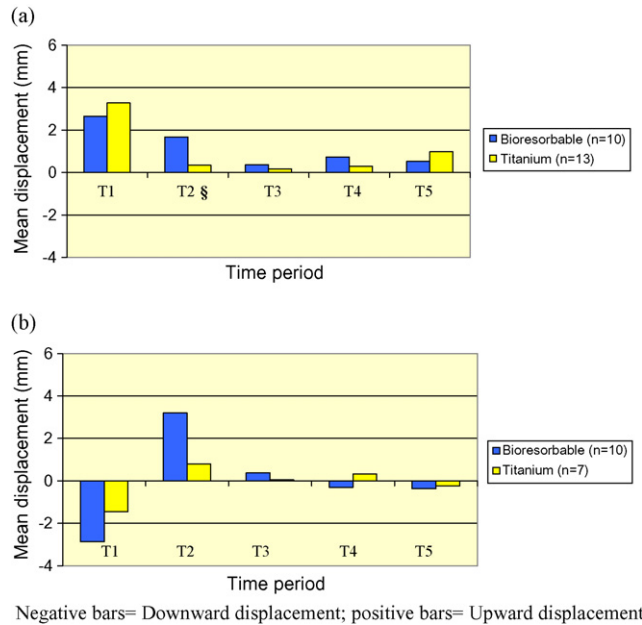 (a)
Mean displacement (mm)
6
4
2
0
-2
-4
T1 T2 § T3 T4 T5
Time period
Bioresorbable (n=10)
Titanium (n=13)
(b)
Mean displacement (mm)
6
4
2
0
-2
-4
T1 T2 T3 T4 T5
Time period
Bioresorbable (n=10)
Titanium (n=7)
Negative bars= Downward displacement; positive bars= Upward displacement